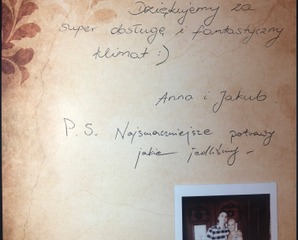 Dziękujemy za
super obsługę i fantastyczny
klimat :)
Anna i Jakub
P.S. Najsmaczniejsze potrawy
jakie jedliśmy -